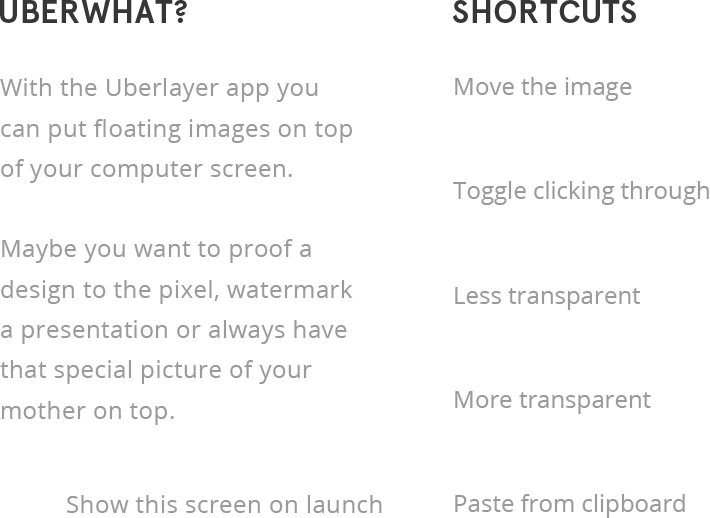 UBERWHAT?
With the Uberlayer app you
can put floating images on top
of your computer screen.
Maybe you want to proof a
design to the pixel, watermark
a presentation or always have
that special picture of your
mother on top.
Show this screen on launch
SHORTCUTS
Move the image
Toggle clicking through
Less transparent
More transparent
Paste from clipboard